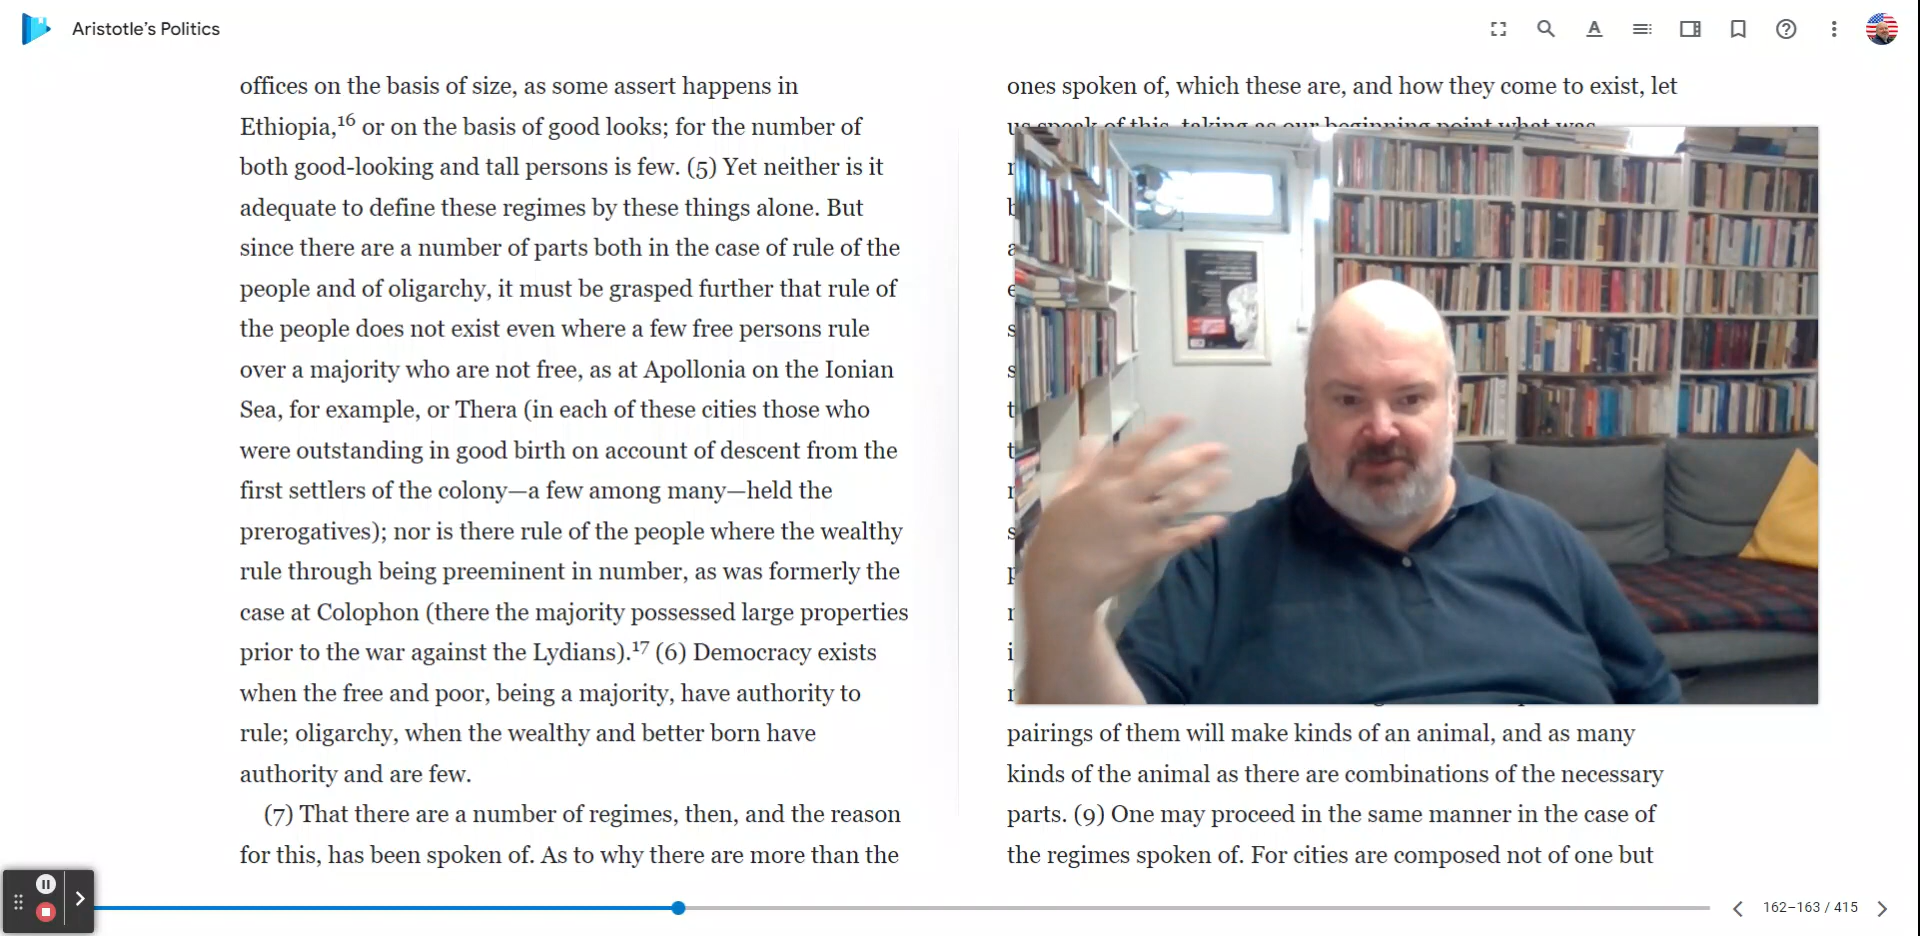 Aristotle's Politics
offices on the basis of size, as some assert happens in
Ethiopia,16 or on the basis of good looks; for the number of
both good-looking and tall persons is few. (5) Yet neither is it
adequate to define these regimes by these things alone. But
since there are a number of parts both in the case of rule of the
people and of oligarchy, it must be grasped further that rule of
the people does not exist even where a few free persons rule
over a majority who are not free, as at Apollonia on the Ionian
Sea, for example, or Thera (in each of these cities those who
were outstanding in good birth on account of descent from the
first settlers of the colony—a few among many—held the
prerogatives); nor is there rule of the people where the wealthy
rule through being preeminent in number, as was formerly the
case at Colophon (there the majority possessed large properties
prior to the war against the Lydians).17 (6) Democracy exists
when the free and poor, being a majority, have authority to
rule; oligarchy, when the wealthy and better born have
authority and are few.
(7) That there are a number of regimes, then, and the reason
for this, has been spoken of. As to why there are more than the
ones spoken of, which these are, and how they come to exist, let
us speak of this, taking as our beginning point what was
pairings of them will make kinds of an animal, and as many
kinds of the animal as there are combinations of the necessary
parts. (9) One may proceed in the same manner in the case of
the regimes spoken of. For cities are composed not of one but
162–163 / 415